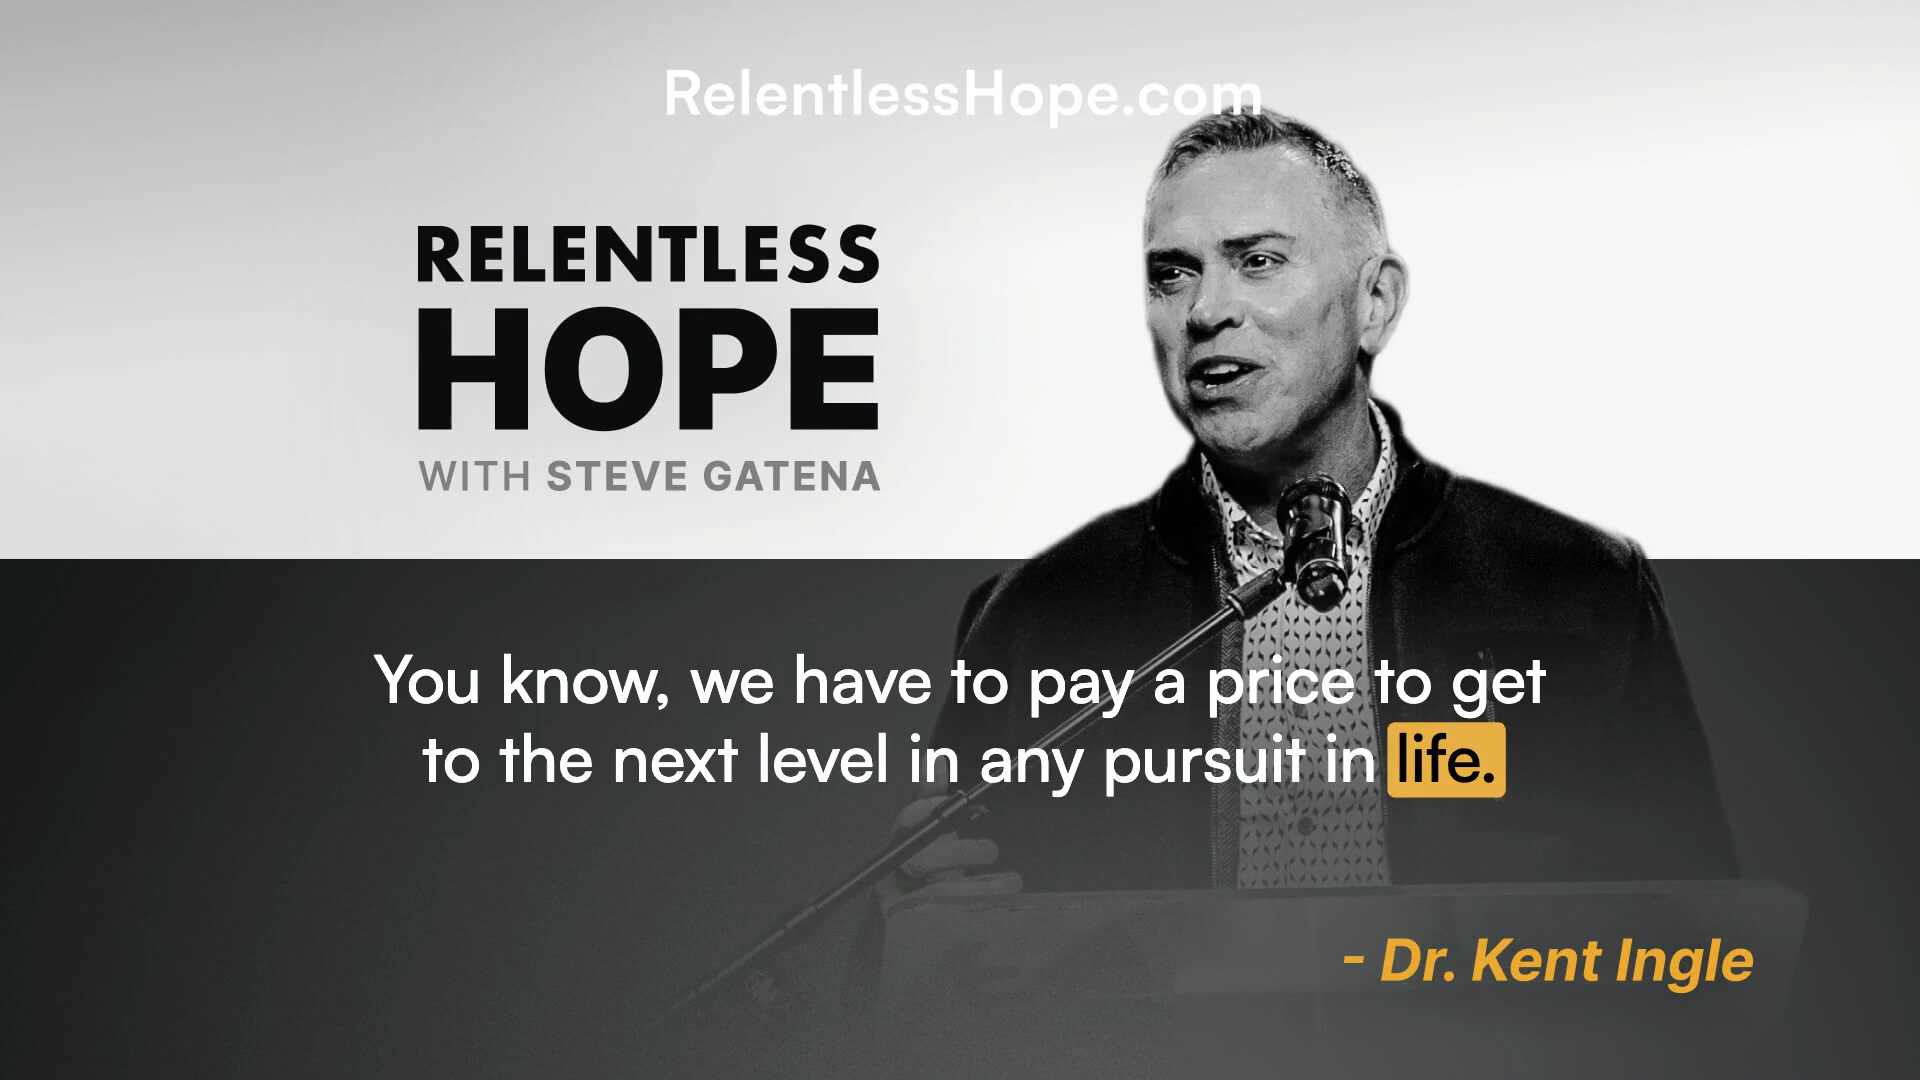 RelentlessHope.com
RELENTLESS
HOPE
WITH STEVE GATENA
You know, we have to pay a price to get
to the next level in any pursuit in life.
- Dr. Kent Ingle